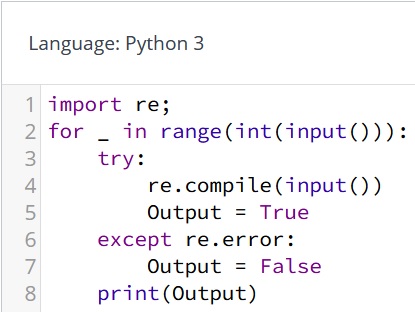 Language: Python 3
1 import re;
2 for _ in range(int(input())):
3     try:
4         re.compile(input())
5         Output = True
6     except re.error:
7         Output = False
8     print(Output)